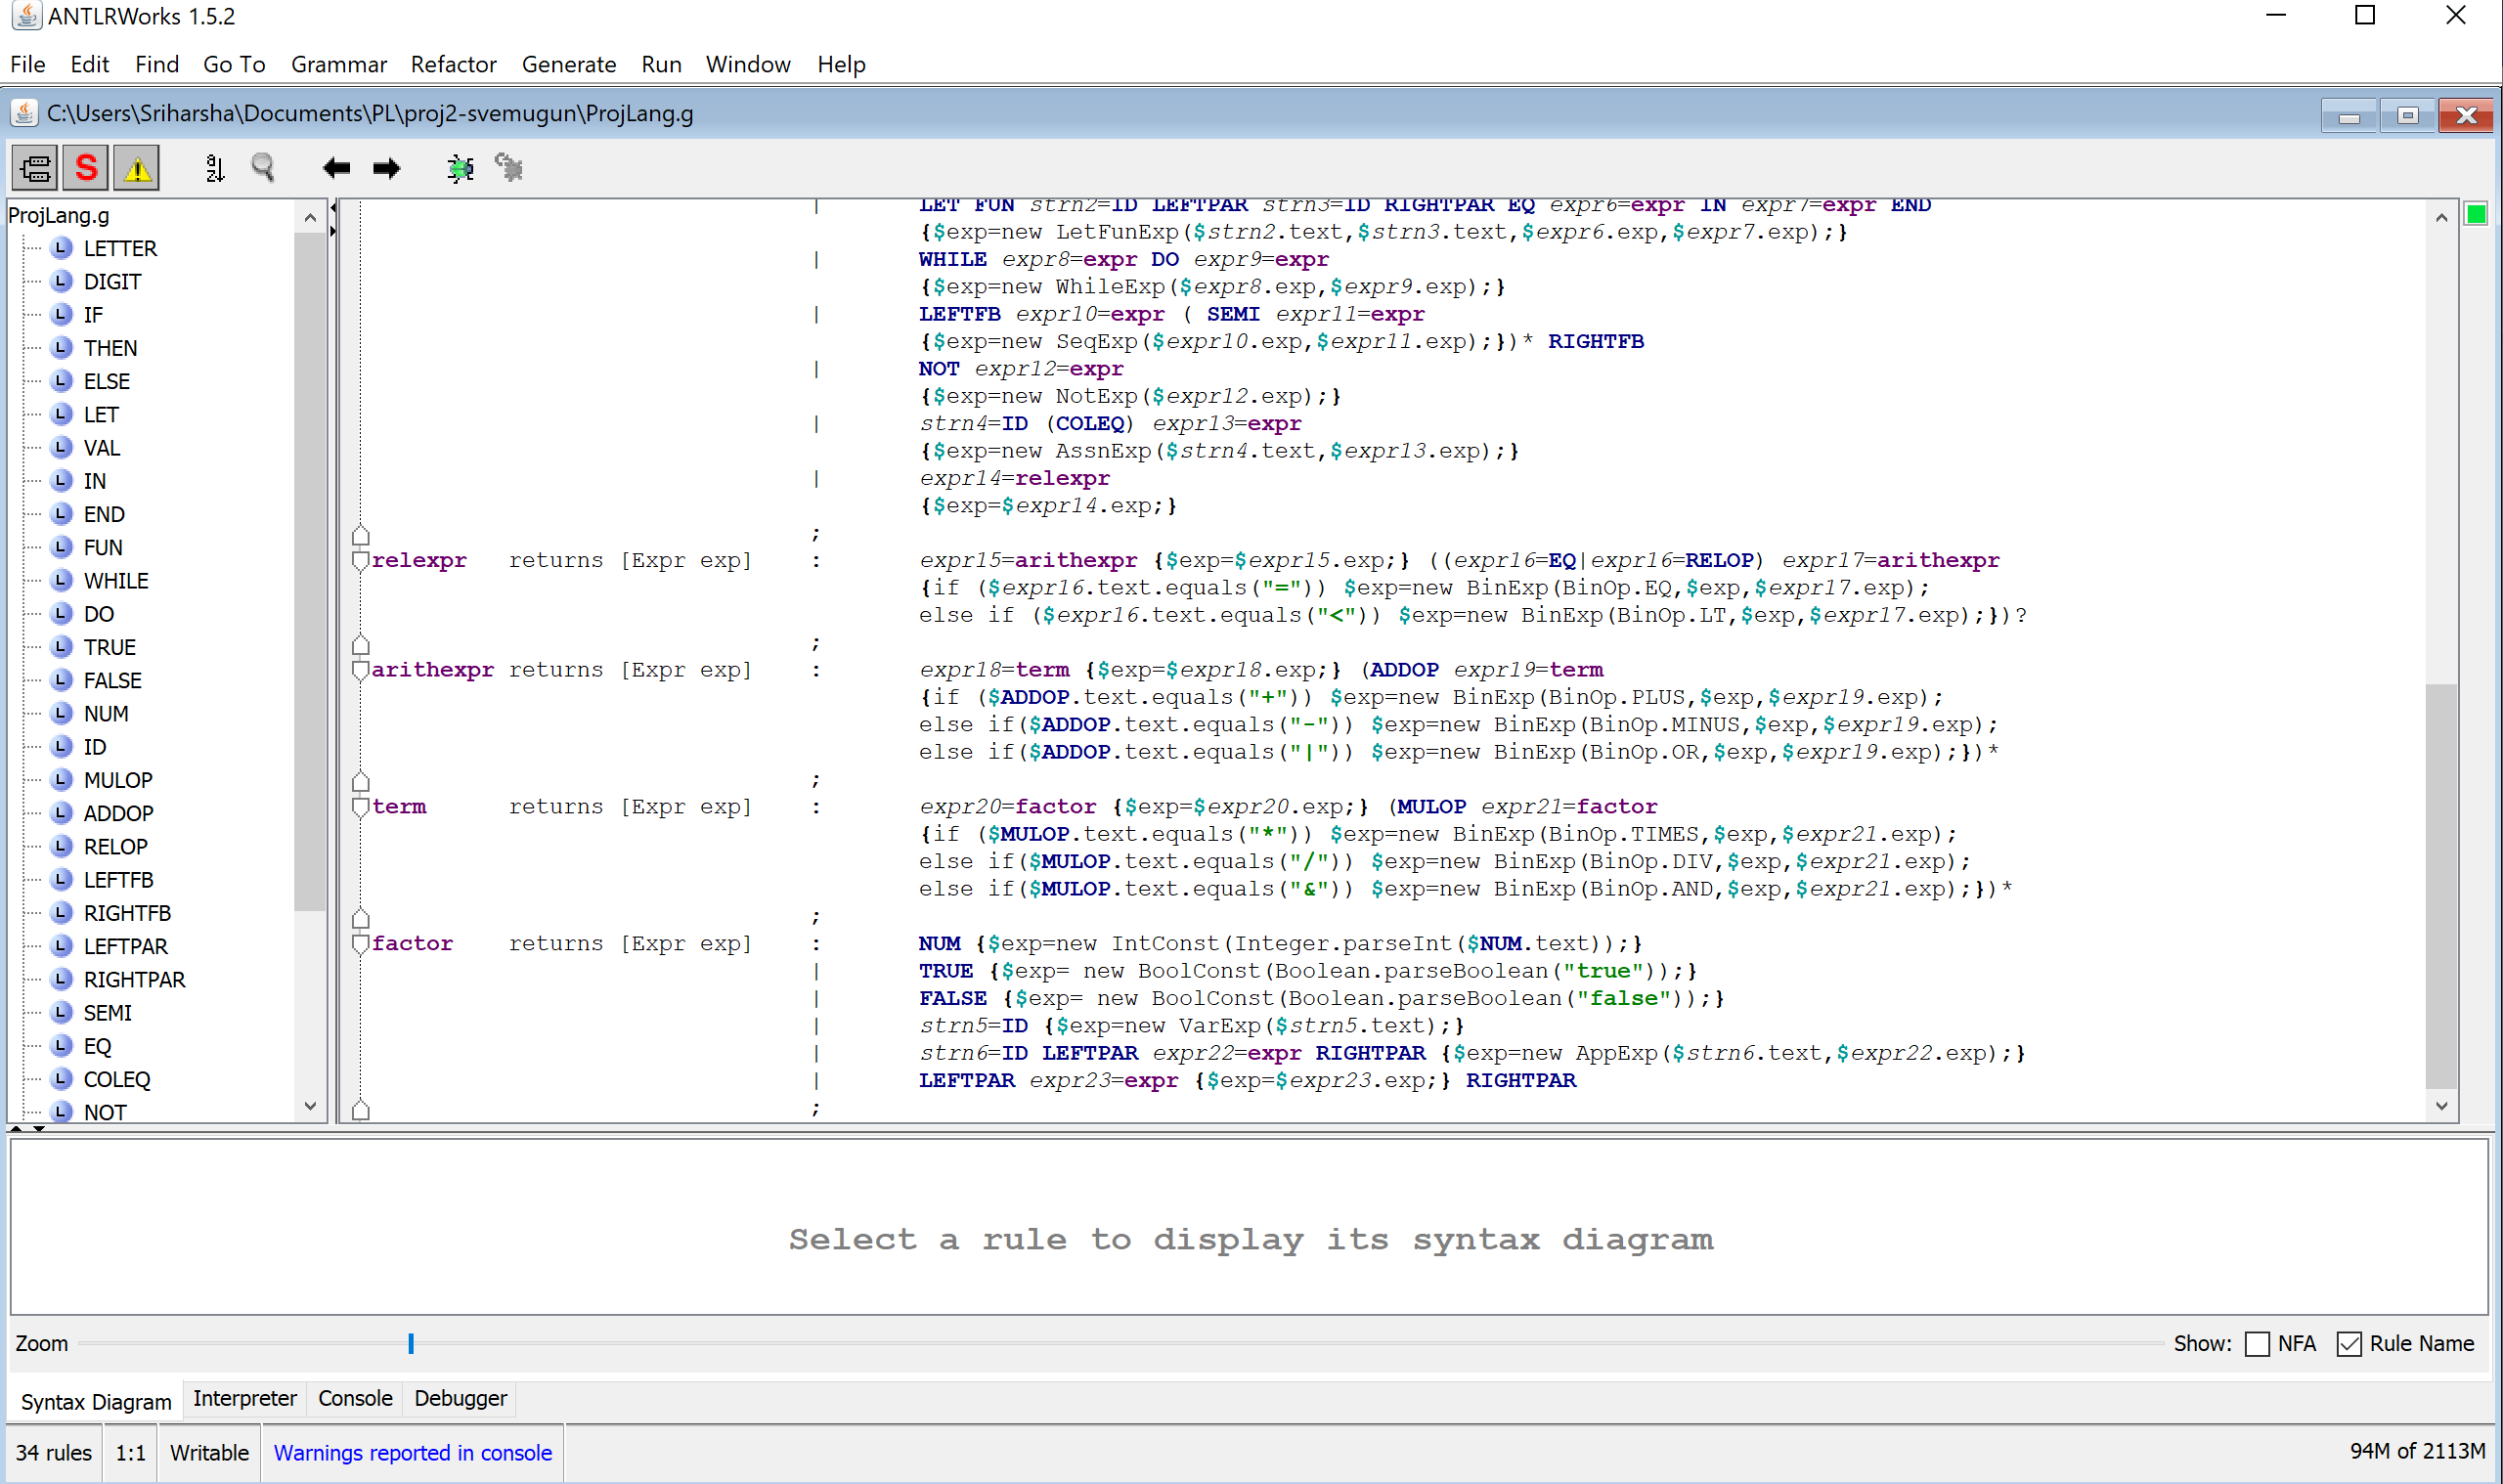 ANTLRWorks 1.5.2
File Edit Find Go To Grammar Refactor Generate Run Window Help
C:\Users\Sriharsha\Documents\PL\proj2-svemugun\ProjLang.g
S
ProjLang.g
L LETTER
L DIGIT
L IF
L THEN
L ELSE
L LET
L VAL
L IN
L END
L FUN
L WHILE
L DO
L TRUE
L FALSE
L NUM
L ID
L MULOP
L ADDOP
L RELOP
L LEFTFB
L RIGHTFB
L LEFTPAR
L RIGHTPAR
L SEMI
L EQ
L COLEQ
L NOT
| LET FUN strn2=ID LEFTPAR strn3=ID RIGHTPAR EQ expr6=expr IN expr7=expr END
{$exp=new LetFunExp($strn2.text,$strn3.text,$expr6.exp,$expr7.exp);}
| WHILE expr8=expr DO expr9=expr
{$exp=new WhileExp($expr8.exp,$expr9.exp);}
| LEFTFB expr10=expr ( SEMI expr11=expr
{$exp=new SeqExp($expr10.exp,$expr11.exp);})* RIGHTFB
| NOT expr12=expr
{$exp=new NotExp($expr12.exp);}
| strn4=ID (COLEQ) expr13=expr
{$exp=new AssnExp($strn4.text,$expr13.exp);}
| expr14=relexpr
{$exp=$expr14.exp;}
;
relexpr returns [Expr exp] : expr15=arithexpr {$exp=$expr15.exp;} ((expr16=EQ|expr16=RELOP) expr17=arithexpr
{if ($expr16.text.equals("=")) $exp=new BinExp(BinOp.EQ,$exp,$expr17.exp);
else if ($expr16.text.equals("<")) $exp=new BinExp(BinOp.LT,$exp,$expr17.exp);})?
;
arithexpr returns [Expr exp] : expr18=term {$exp=$expr18.exp;} (ADDOP expr19=term
{if ($ADDOP.text.equals("+")) $exp=new BinExp(BinOp.PLUS,$exp,$expr19.exp);
else if($ADDOP.text.equals("-")) $exp=new BinExp(BinOp.MINUS,$exp,$expr19.exp);
else if($ADDOP.text.equals("|")) $exp=new BinExp(BinOp.OR,$exp,$expr19.exp);})*
;
term returns [Expr exp] : expr20=factor {$exp=$expr20.exp;} (MULOP expr21=factor
{if ($MULOP.text.equals("*")) $exp=new BinExp(BinOp.TIMES,$exp,$expr21.exp);
else if($MULOP.text.equals("/")) $exp=new BinExp(BinOp.DIV,$exp,$expr21.exp);
else if($MULOP.text.equals("&")) $exp=new BinExp(BinOp.AND,$exp,$expr21.exp);})*
;
factor returns [Expr exp] : NUM {$exp=new IntConst(Integer.parseInt($NUM.text));}
| TRUE {$exp= new BoolConst(Boolean.parseBoolean("true"));}
| FALSE {$exp= new BoolConst(Boolean.parseBoolean("false"));}
| strn5=ID {$exp=new VarExp($strn5.text);}
| strn6=ID LEFTPAR expr22=expr RIGHTPAR {$exp=new AppExp($strn6.text,$expr22.exp);}
| LEFTPAR expr23=expr {$exp=$expr23.exp;} RIGHTPAR
;
Select a rule to display its syntax diagram
Zoom Show: NFA Rule Name
Syntax Diagram Interpreter Console Debugger
34 rules 1:1 Writable Warnings reported in console 94M of 2113M